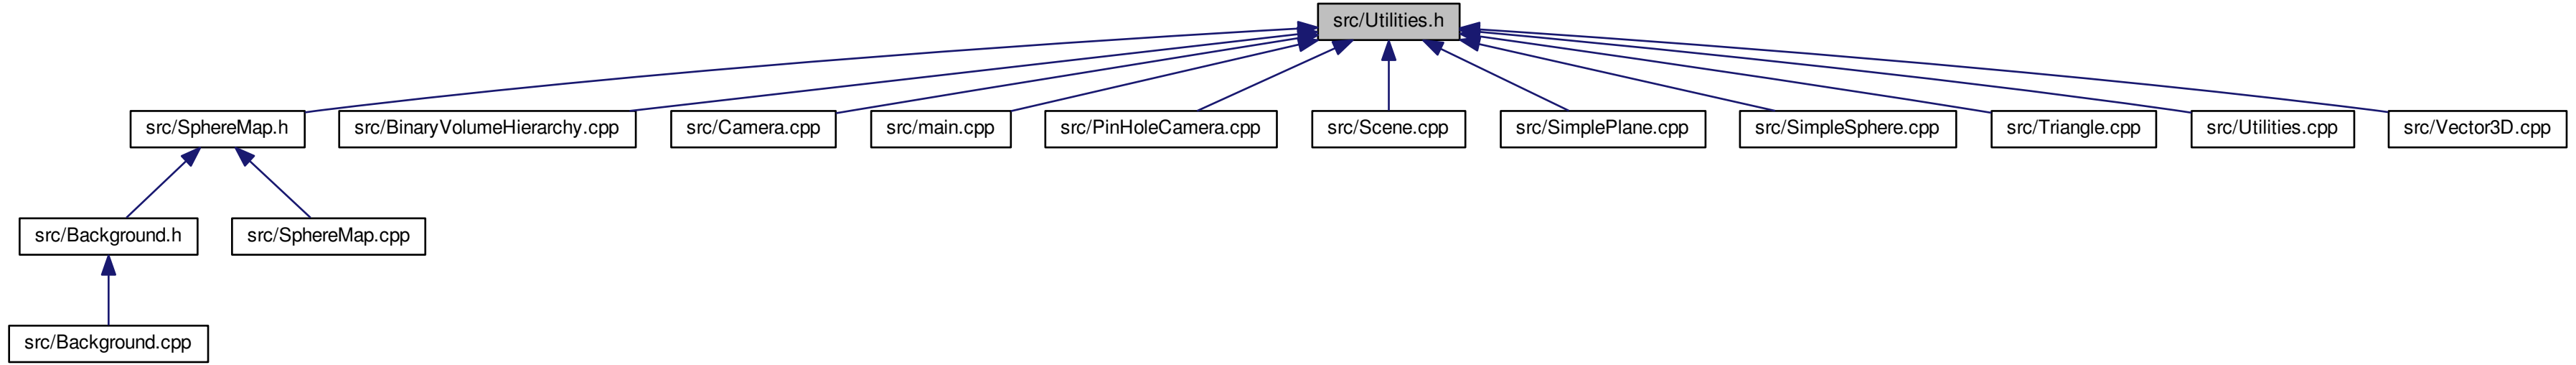 src/Utilities.h
src/SphereMap.h
src/BinaryVolumeHierarchy.cpp
src/Camera.cpp
src/main.cpp
src/PinHoleCamera.cpp
src/Scene.cpp
src/SimplePlane.cpp
src/SimpleSphere.cpp
src/Triangle.cpp
src/Utilities.cpp
src/Vector3D.cpp
src/Background.h
src/SphereMap.cpp
src/Background.cpp